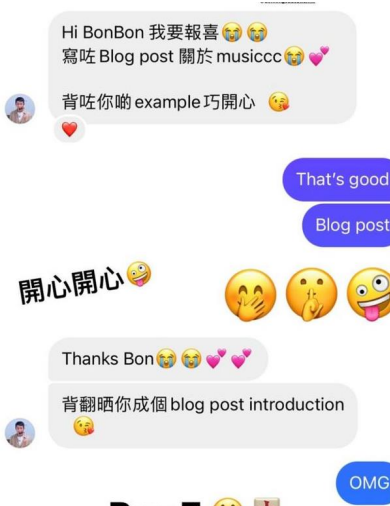 Hi BonBon 我要報喜😭😭
寫咗Blog post 關於musiccc😭💕
背咗你啲example巧開心 😘
❤️
That's good
Blog post
開心開心🤪
🤭🤫🤪
Thanks Bon😭😭💕💕
背翻晒你成個blog post introduction
😘
OMG